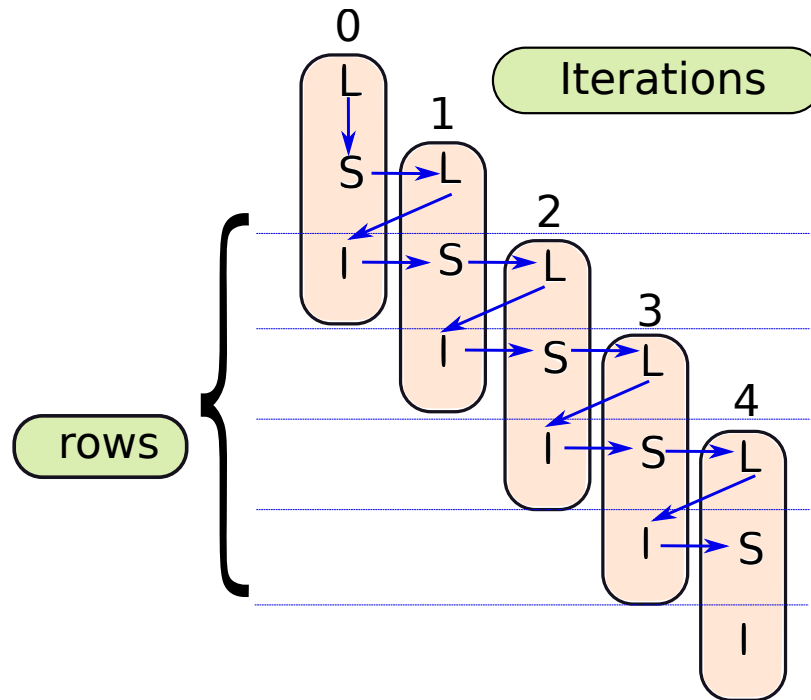 0
L
Iterations
1
S L
2
I S L
3
I S L
4
rows
I S L
I S
I